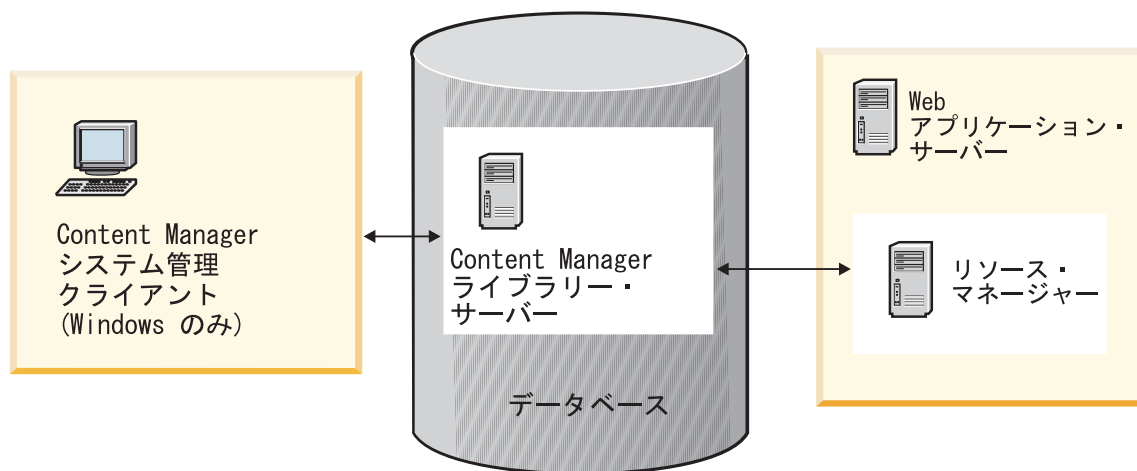 Content Manager
システム管理
クライアント
(Windows のみ)
Content Manager
ライブラリー・
サーバー
データベース
Web
アプリケーション・
サーバー
リソース・
マネージャー